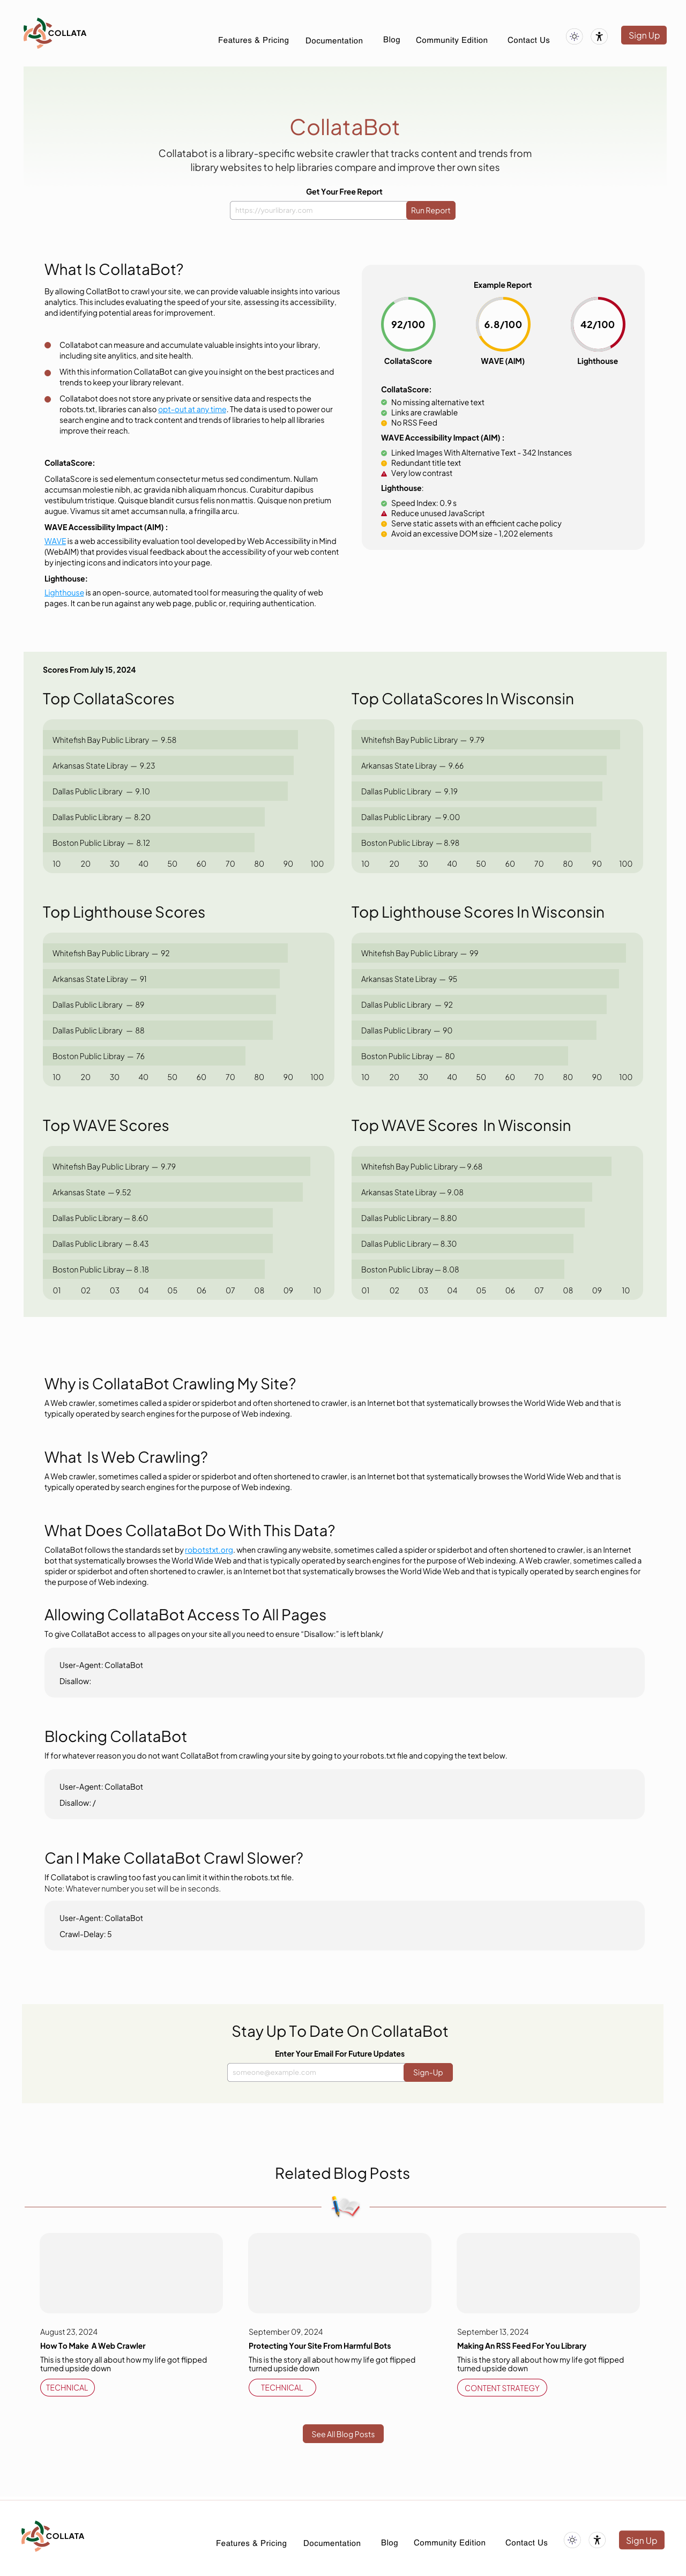 COLLATA
Features & Pricing
Documentation
Blog
Community Edition
Contact Us
Sign Up
CollataBot
Collatabot is a library-specific website crawler that tracks content and trends from
library websites to help libraries compare and improve their own sites
Get Your Free Report
https://yourlibrary.com
Run Report
What Is CollataBot?
By allowing CollatBot to crawl your site, we can provide valuable insights into various
analytics. This includes evaluating the speed of your site, assessing its accessibility,
and identifying potential areas for improvement.
Collatabot can measure and accumulate valuable insights into your library,
including site anylitics, and site health.
With this information CollataBot can give you insight on the best practices and
trends to keep your library relevant.
Collatabot does not store any private or sensitive data and respects the
robots.txt, libraries can also opt-out at any time. The data is used to power our
search engine and to track content and trends of libraries to help all libraries
improve their reach.
CollataScore:
CollataScore is sed elementum consectetur metus sed condimentum. Nullam
accumsan molestie nibh, ac gravida nibh aliquam rhoncus. Curabitur dapibus
vestibulum tristique. Quisque blandit cursus felis non mattis. Quisque non pretium
augue. Vivamus sit amet accumsan nulla, a fringilla arcu.
WAVE Accessibility Impact (AIM) :
WAVE is a web accessibility evaluation tool developed by Web Accessibility in Mind
(WebAIM) that provides visual feedback about the accessibility of your web content
by injecting icons and indicators into your page.
Lighthouse:
Lighthouse is an open-source, automated tool for measuring the quality of web
pages. It can be run against any web page, public or, requiring authentication.
Example Report
92/100
6.8/100
42/100
CollataScore
WAVE (AIM)
Lighthouse
CollataScore:
No missing alternative text
Links are crawlable
No RSS Feed
WAVE Accessibility Impact (AIM) :
Linked Images With Alternative Text - 342 Instances
Redundant title text
Very low contrast
Lighthouse:
Speed Index: 0.9 s
Reduce unused JavaScript
Serve static assets with an efficient cache policy
Avoid an excessive DOM size - 1,202 elements
Scores From July 15, 2024
Top CollataScores
Whitefish Bay Public Library — 9.58
Arkansas State Libray — 9.23
Dallas Public Library — 9.10
Dallas Public Library — 8.20
Boston Public Libray — 8.12
10 20 30 40 50 60 70 80 90 100
Top CollataScores In Wisconsin
Whitefish Bay Public Library — 9.79
Arkansas State Libray — 9.66
Dallas Public Library — 9.19
Dallas Public Library — 9.00
Boston Public Libray — 8.98
10 20 30 40 50 60 70 80 90 100
Top Lighthouse Scores
Whitefish Bay Public Library — 92
Arkansas State Libray — 91
Dallas Public Library — 89
Dallas Public Library — 88
Boston Public Libray — 76
10 20 30 40 50 60 70 80 90 100
Top Lighthouse Scores In Wisconsin
Whitefish Bay Public Library — 99
Arkansas State Libray — 95
Dallas Public Library — 92
Dallas Public Library — 90
Boston Public Libray — 80
10 20 30 40 50 60 70 80 90 100
Top WAVE Scores
Whitefish Bay Public Library — 9.79
Arkansas State — 9.52
Dallas Public Library — 8.60
Dallas Public Library — 8.43
Boston Public Libray — 8 .18
01 02 03 04 05 06 07 08 09 10
Top WAVE Scores In Wisconsin
Whitefish Bay Public Library — 9.68
Arkansas State Libray — 9.08
Dallas Public Library — 8.80
Dallas Public Library — 8.30
Boston Public Libray — 8.08
01 02 03 04 05 06 07 08 09 10
Why is CollataBot Crawling My Site?
A Web crawler, sometimes called a spider or spiderbot and often shortened to crawler, is an Internet bot that systematically browses the World Wide Web and that is
typically operated by search engines for the purpose of Web indexing.
What Is Web Crawling?
A Web crawler, sometimes called a spider or spiderbot and often shortened to crawler, is an Internet bot that systematically browses the World Wide Web and that is
typically operated by search engines for the purpose of Web indexing.
What Does CollataBot Do With This Data?
CollataBot follows the standards set by robotstxt.org. when crawling any website, sometimes called a spider or spiderbot and often shortened to crawler, is an Internet
bot that systematically browses the World Wide Web and that is typically operated by search engines for the purpose of Web indexing. A Web crawler, sometimes called a
spider or spiderbot and often shortened to crawler, is an Internet bot that systematically browses the World Wide Web and that is typically operated by search engines for
the purpose of Web indexing.
Allowing CollataBot Access To All Pages
To give CollataBot access to all pages on your site all you need to ensure “Disallow:” is left blank/
User-Agent: CollataBot
Disallow:
Blocking CollataBot
If for whatever reason you do not want CollataBot from crawling your site by going to your robots.txt file and copying the text below.
User-Agent: CollataBot
Disallow: /
Can I Make CollataBot Crawl Slower?
If Collatabot is crawling too fast you can limit it within the robots.txt file.
Note: Whatever number you set will be in seconds.
User-Agent: CollataBot
Crawl-Delay: 5
Stay Up To Date On CollataBot
Enter Your Email For Future Updates
someone@example.com
Sign-Up
Related Blog Posts
August 23, 2024
How To Make A Web Crawler
This is the story all about how my life got flipped
turned upside down
TECHNICAL
September 09, 2024
Protecting Your Site From Harmful Bots
This is the story all about how my life got flipped
turned upside down
TECHNICAL
September 13, 2024
Making An RSS Feed For You Library
This is the story all about how my life got flipped
turned upside down
CONTENT STRATEGY
See All Blog Posts
COLLATA
Features & Pricing
Documentation
Blog
Community Edition
Contact Us
Sign Up